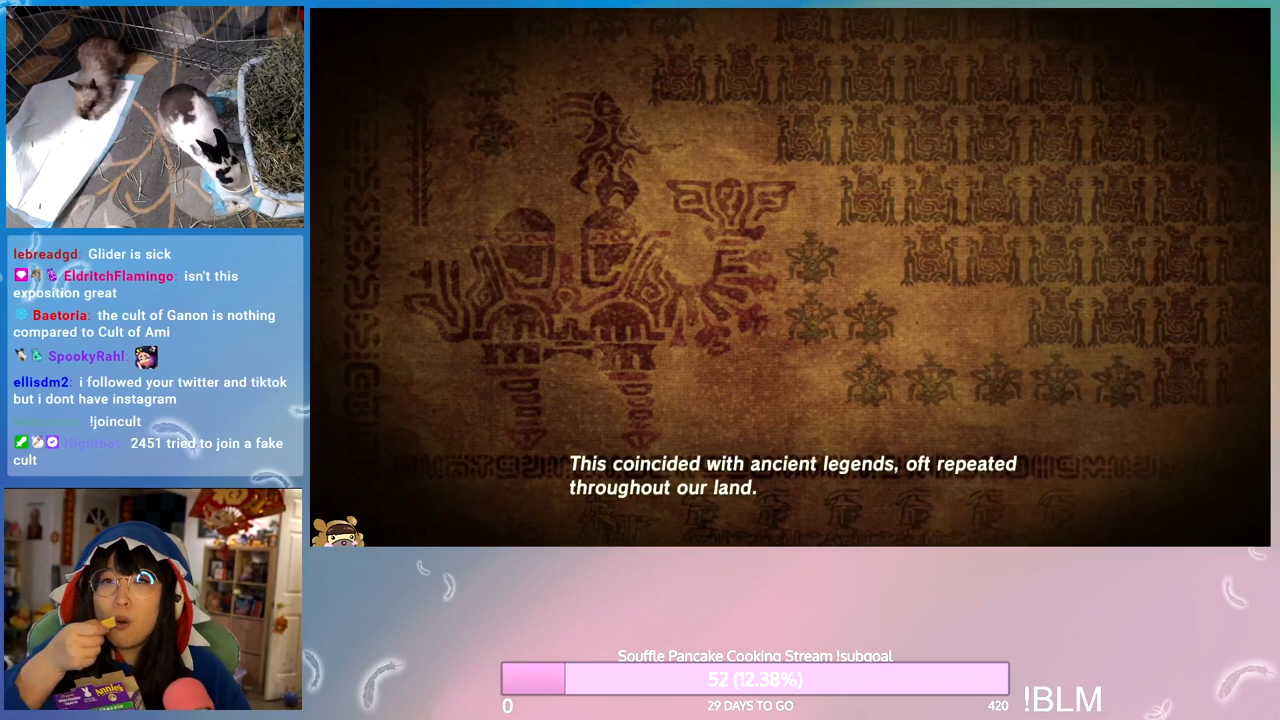 lebreadgd: Glider is sick
EldritchFlamingo: isn't this
exposition great
Baetoria: the cult of Ganon is nothing
compared to Cult of Ami
SpookyRahl:
ellisdm2: i followed your twitter and tiktok
but i dont have instagram
!joincult
Nightbot: 2451 tried to join a fake
cult
This coincided with ancient legends, oft repeated
throughout our land.
Annie's
ORGANIC
Souffle Pancake Cooking Stream !subgoal
52 (12.38%)
0
29 DAYS TO GO
420
!BLM